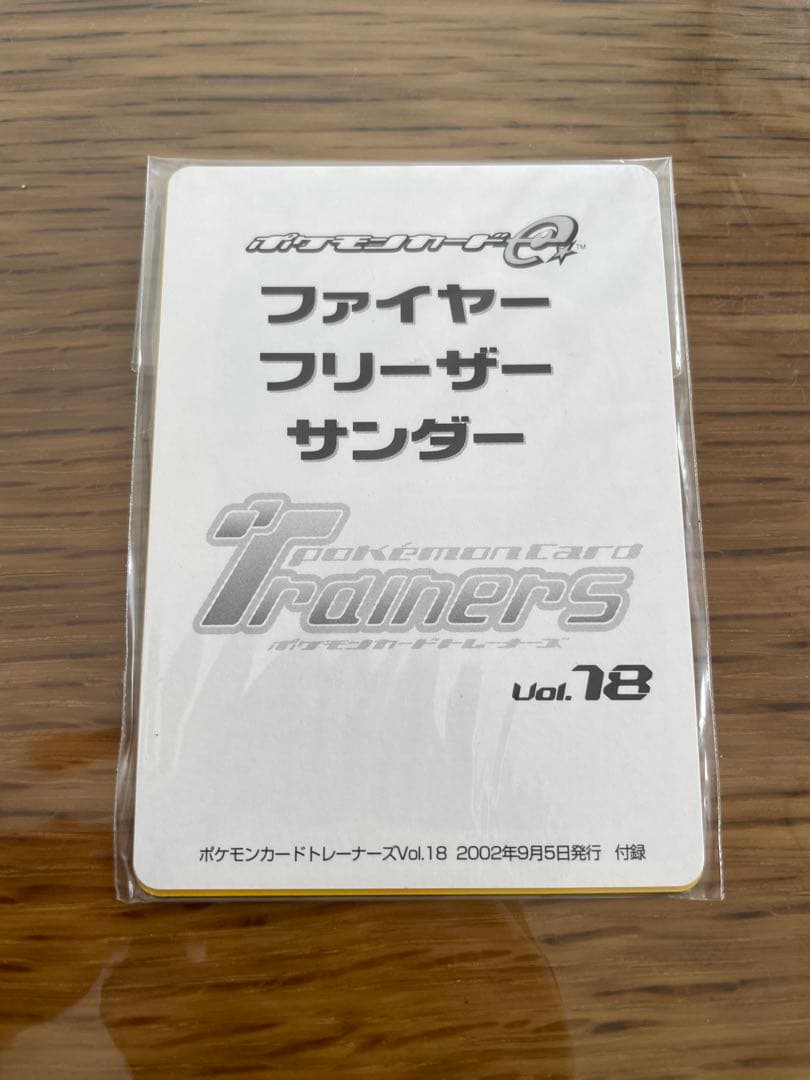 ポケモンカードe™
ファイヤー
フリーザー
サンダー
pokémon card
Trainers
ポケモンカードトレーナーズ
Vol.18
ポケモンカードトレーナーズVol.18 2002年9月5日発行 付録